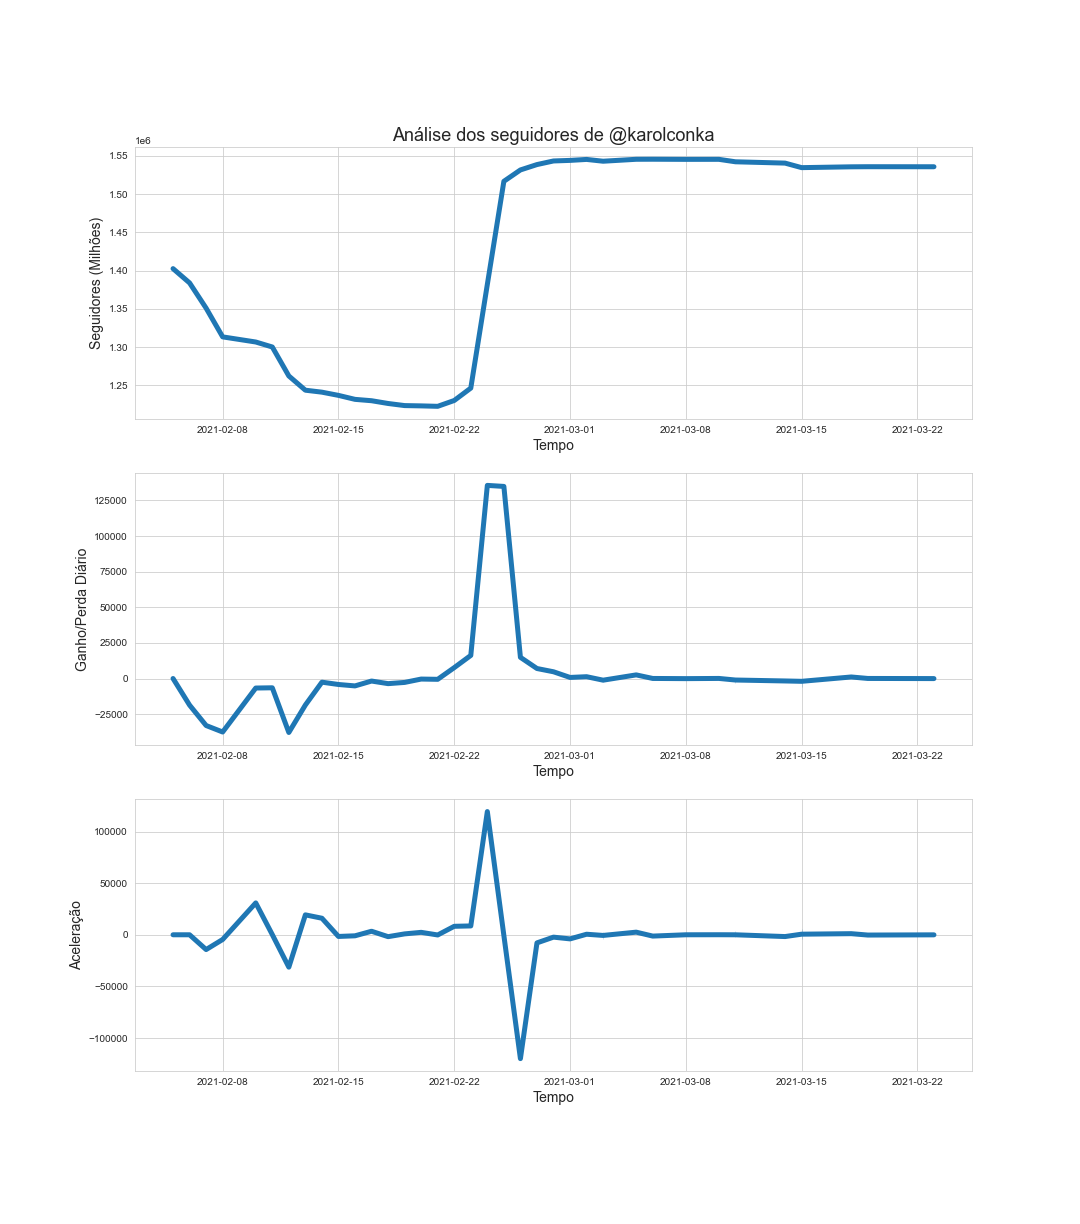 Análise dos seguidores de @karolconka
1e6
Seguidores (Milhões)
1.55
1.50
1.45
1.40
1.35
1.30
1.25
2021-02-08 2021-02-15 2021-02-22 2021-03-01 2021-03-08 2021-03-15 2021-03-22
Tempo
Ganho/Perda Diário
125000
100000
75000
50000
25000
0
−25000
2021-02-08 2021-02-15 2021-02-22 2021-03-01 2021-03-08 2021-03-15 2021-03-22
Tempo
Aceleração
100000
50000
0
−50000
−100000
2021-02-08 2021-02-15 2021-02-22 2021-03-01 2021-03-08 2021-03-15 2021-03-22
Tempo